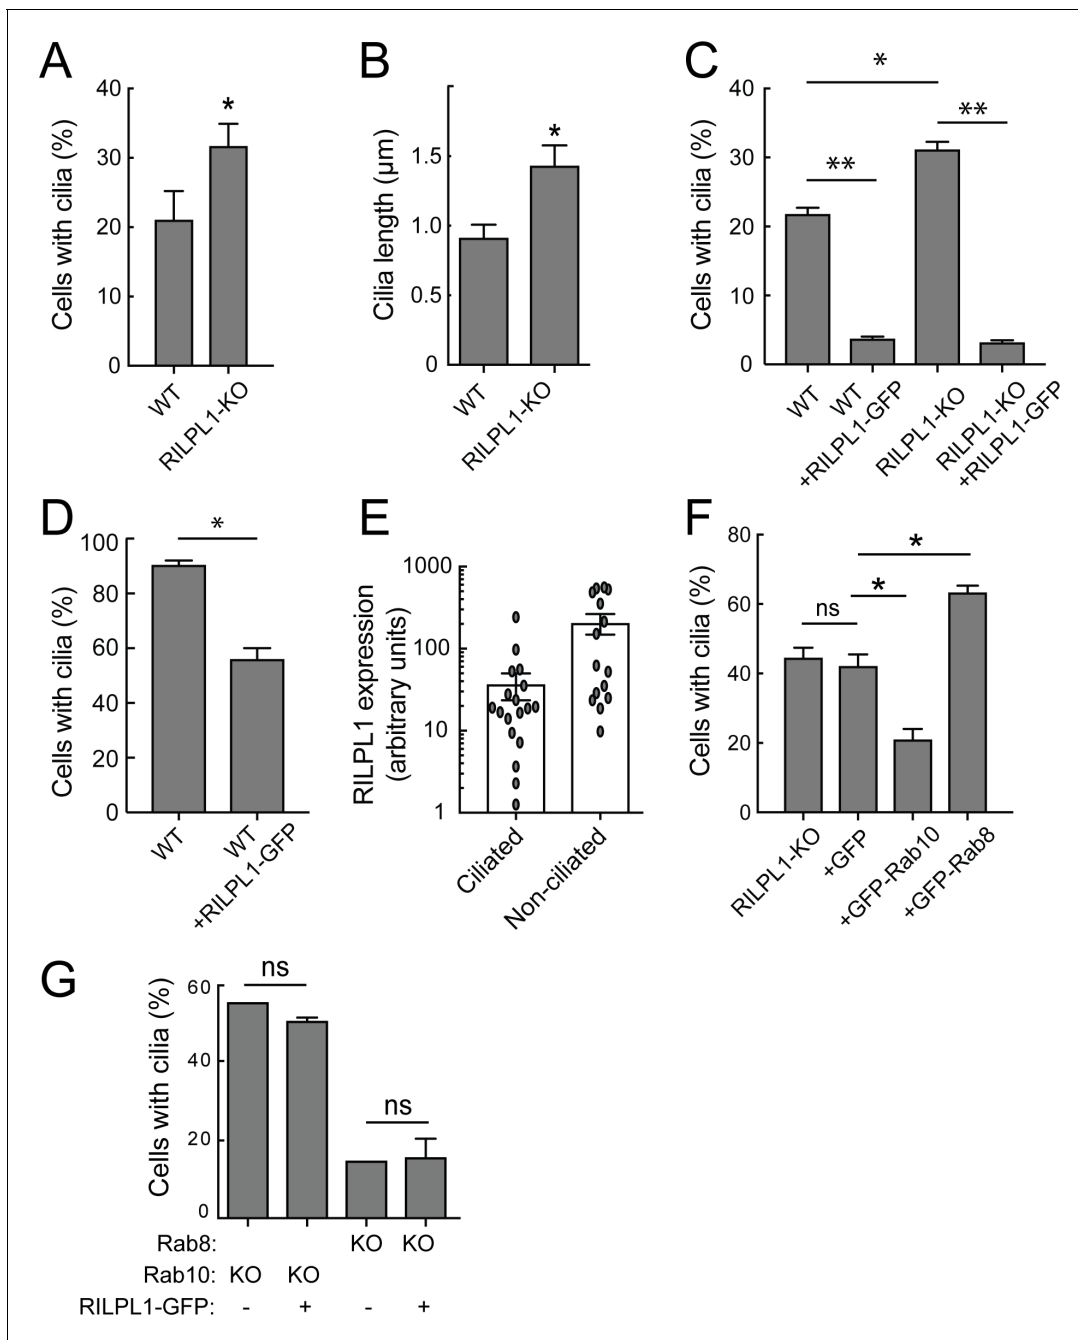 A
Cells with cilia (%)
40
30
20
10
0
*
WT
RILPL1-KO
B
Cilia length (µm)
1.5
1.0
0.5
0
*
WT
RILPL1-KO
C
Cells with cilia (%)
40
30
20
10
0
*
**
**
WT
WT
+RILPL1-GFP
RILPL1-KO
RILPL1-KO
+RILPL1-GFP
D
Cells with cilia (%)
100
80
60
40
20
0
*
WT
WT
+RILPL1-GFP
E
RILPL1 expression
(arbitrary units)
1000
100
10
1
Ciliated
Non-ciliated
F
Cells with cilia (%)
80
60
40
20
0
ns
*
*
RILPL1-KO
+GFP
+GFP-Rab10
+GFP-Rab8
G
Cells with cilia (%)
60
40
20
0
ns
ns
Rab8: KO KO
Rab10: KO KO
RILPL1-GFP: - + - +